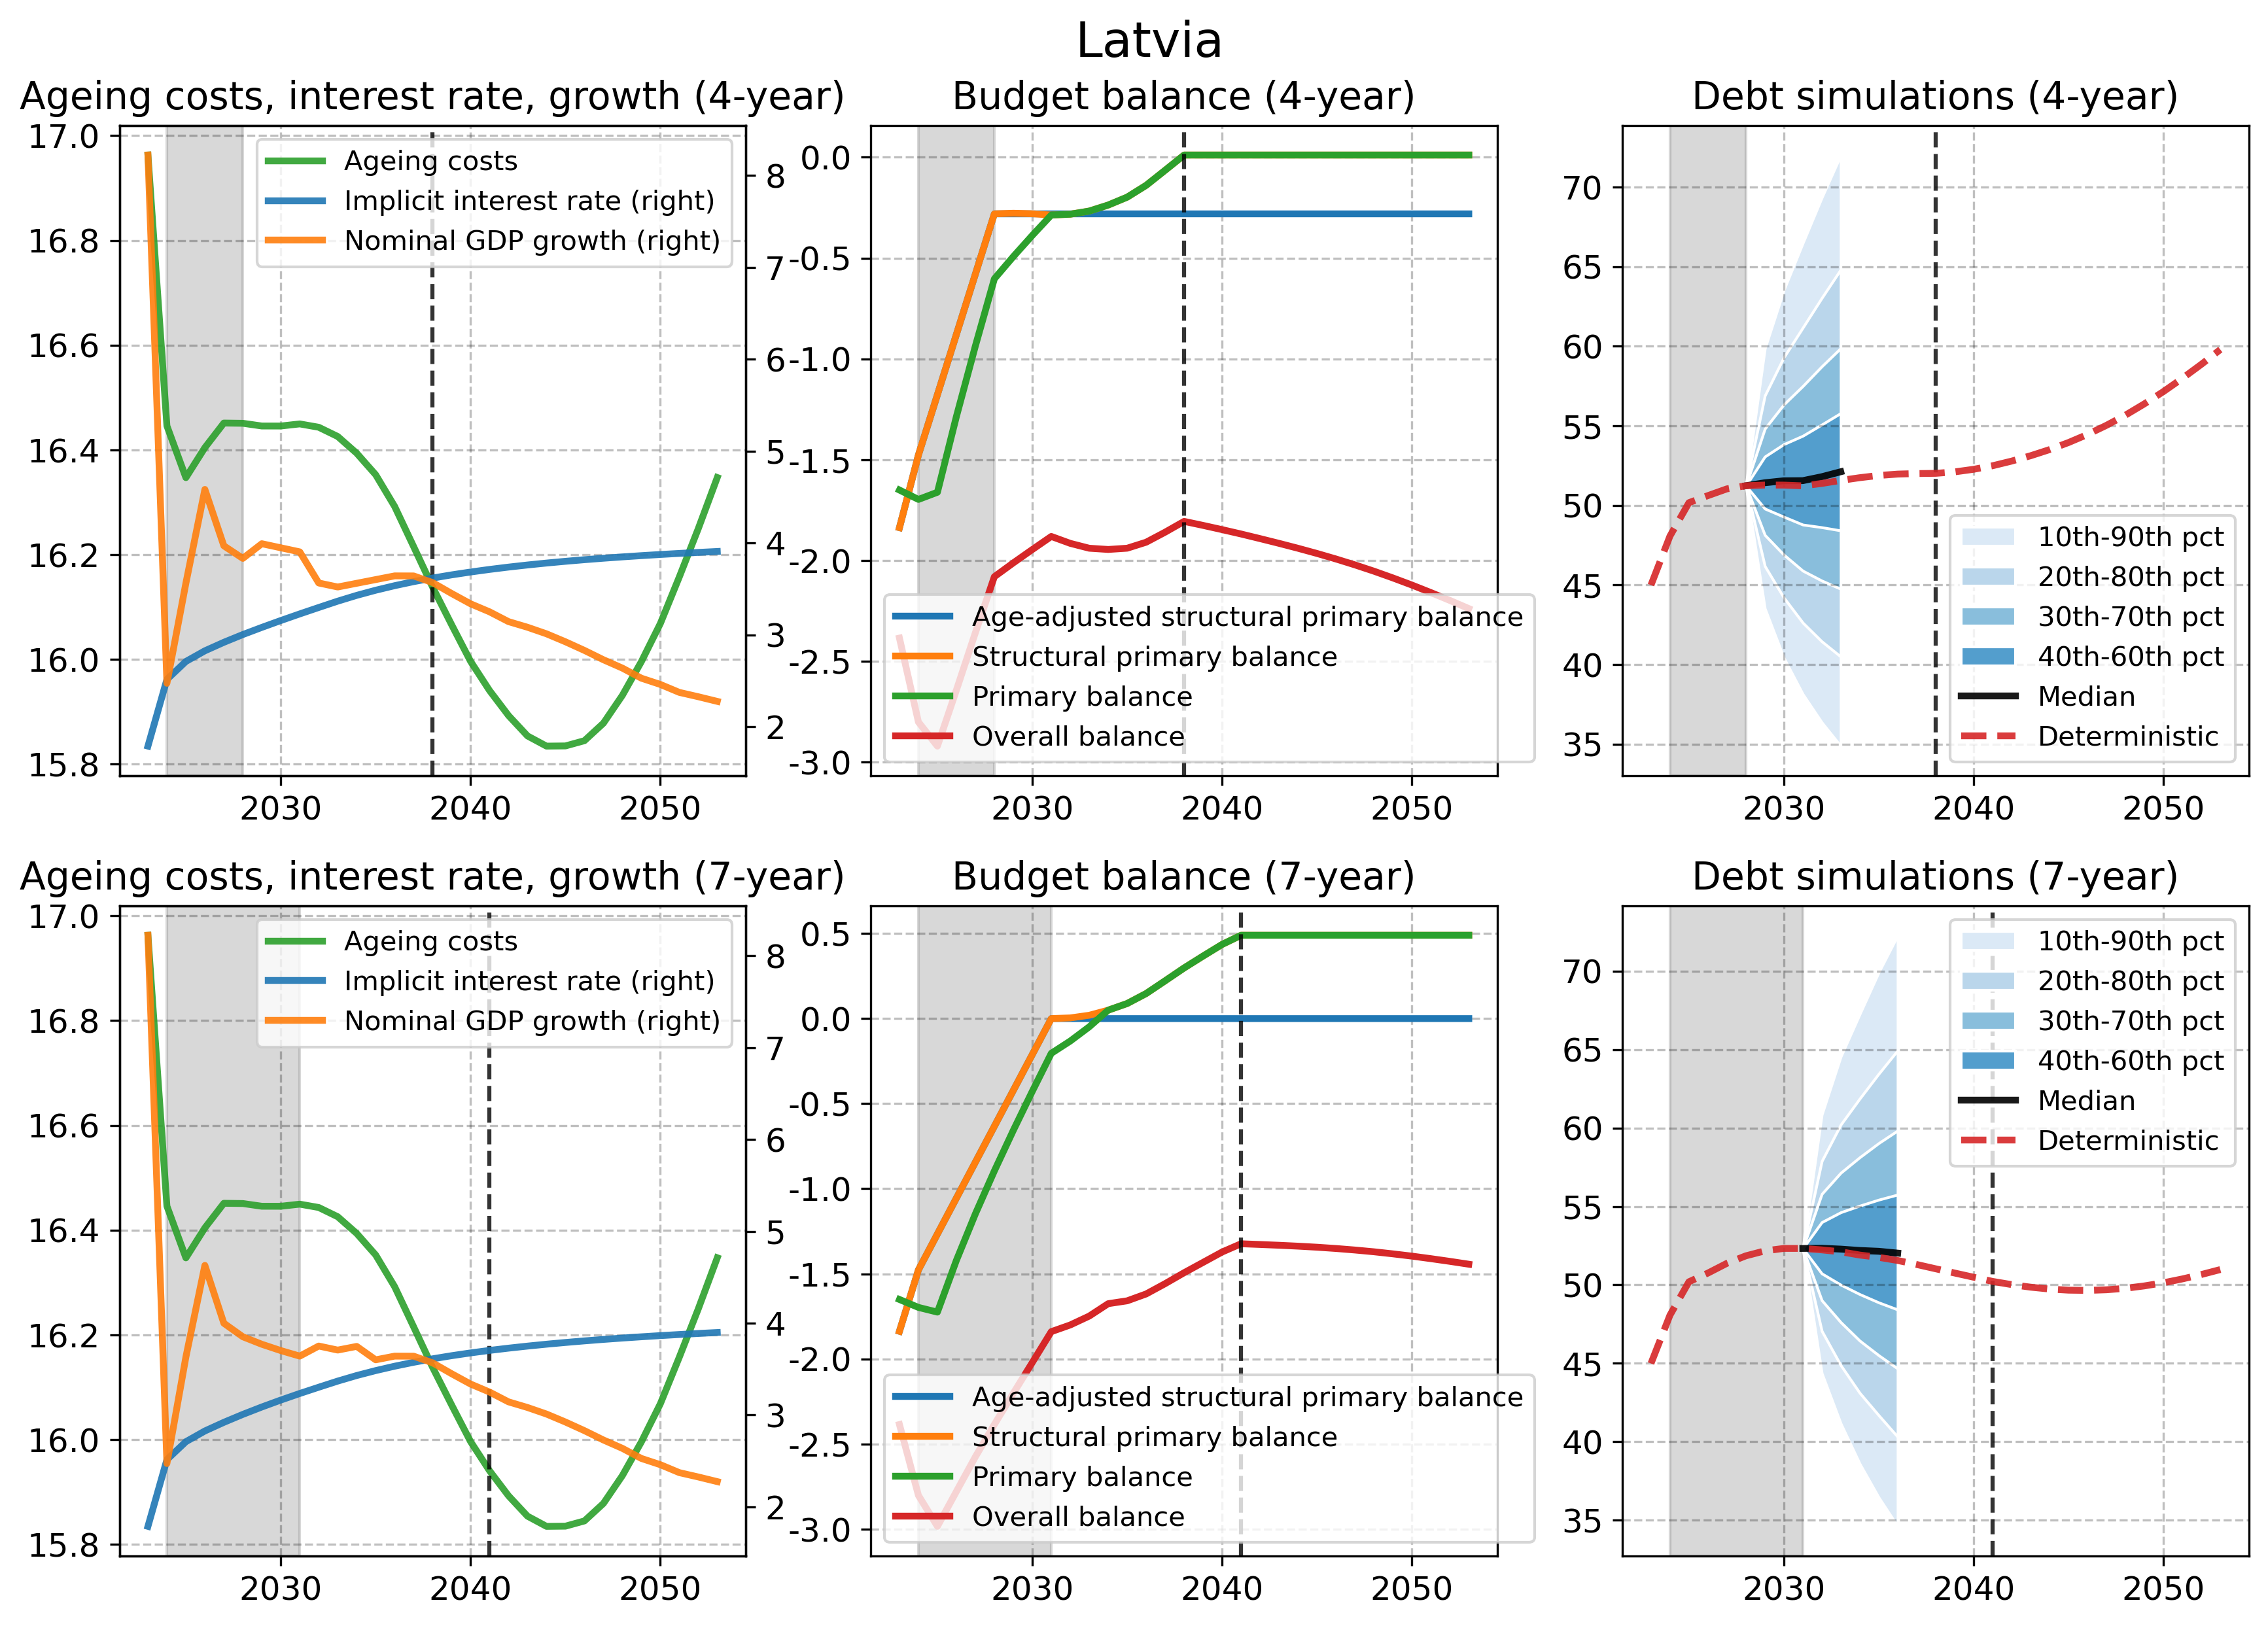 Latvia
Ageing costs, interest rate, growth (4-year)
17.0
16.8
16.6
16.4
16.2
16.0
15.8
8
7
6
5
4
3
2
2030
2040
2050
Ageing costs
Implicit interest rate (right)
Nominal GDP growth (right)
Budget balance (4-year)
0.0
-0.5
-1.0
-1.5
-2.0
-2.5
-3.0
2030
2040
2050
Age-adjusted structural primary balance
Structural primary balance
Primary balance
Overall balance
Debt simulations (4-year)
70
65
60
55
50
45
40
35
2030
2040
2050
10th-90th pct
20th-80th pct
30th-70th pct
40th-60th pct
Median
Deterministic
Ageing costs, interest rate, growth (7-year)
17.0
16.8
16.6
16.4
16.2
16.0
15.8
8
7
6
5
4
3
2
2030
2040
2050
Ageing costs
Implicit interest rate (right)
Nominal GDP growth (right)
Budget balance (7-year)
0.5
0.0
-0.5
-1.0
-1.5
-2.0
-2.5
-3.0
2030
2040
2050
Age-adjusted structural primary balance
Structural primary balance
Primary balance
Overall balance
Debt simulations (7-year)
70
65
60
55
50
45
40
35
2030
2040
2050
10th-90th pct
20th-80th pct
30th-70th pct
40th-60th pct
Median
Deterministic